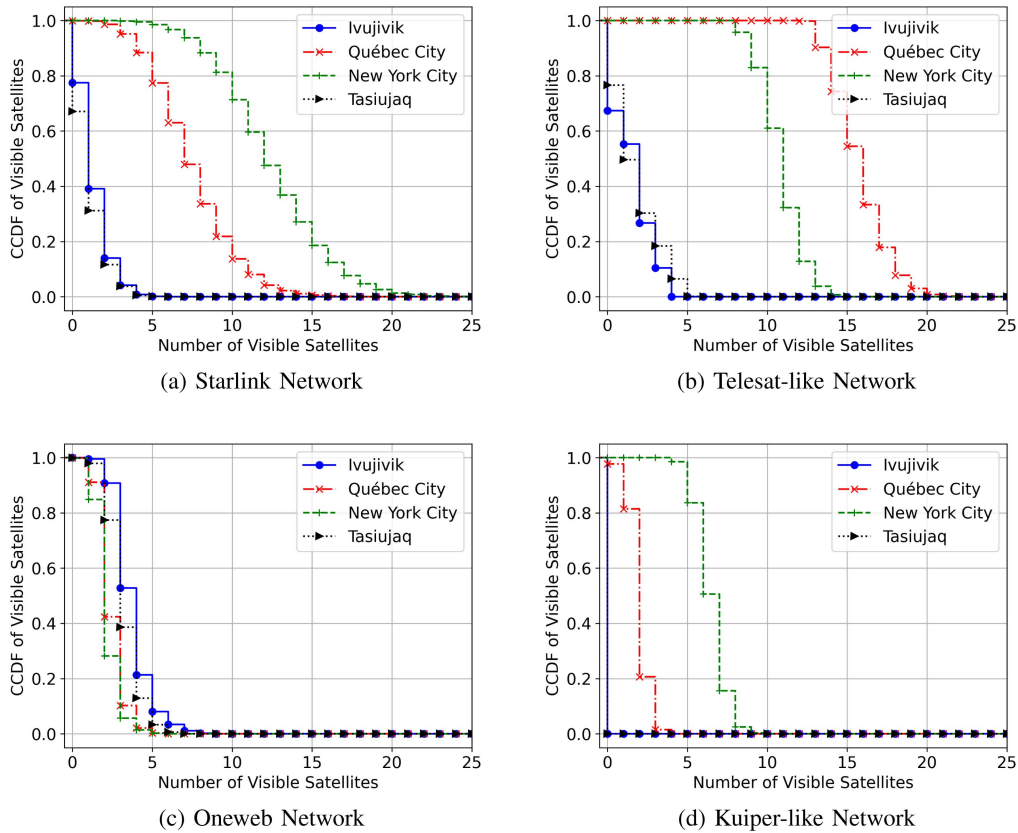 CCDF of Visible Satellites
1.0
0.8
0.6
0.4
0.2
0.0
Ivujivik
Québec City
New York City
Tasiujaq
0 5 10 15 20 25
Number of Visible Satellites
(a) Starlink Network
CCDF of Visible Satellites
1.0
0.8
0.6
0.4
0.2
0.0
Ivujivik
Québec City
New York City
Tasiujaq
0 5 10 15 20 25
Number of Visible Satellites
(b) Telesat-like Network
CCDF of Visible Satellites
1.0
0.8
0.6
0.4
0.2
0.0
Ivujivik
Québec City
New York City
Tasiujaq
0 5 10 15 20 25
Number of Visible Satellites
(c) Oneweb Network
CCDF of Visible Satellites
1.0
0.8
0.6
0.4
0.2
0.0
Ivujivik
Québec City
New York City
Tasiujaq
0 5 10 15 20 25
Number of Visible Satellites
(d) Kuiper-like Network